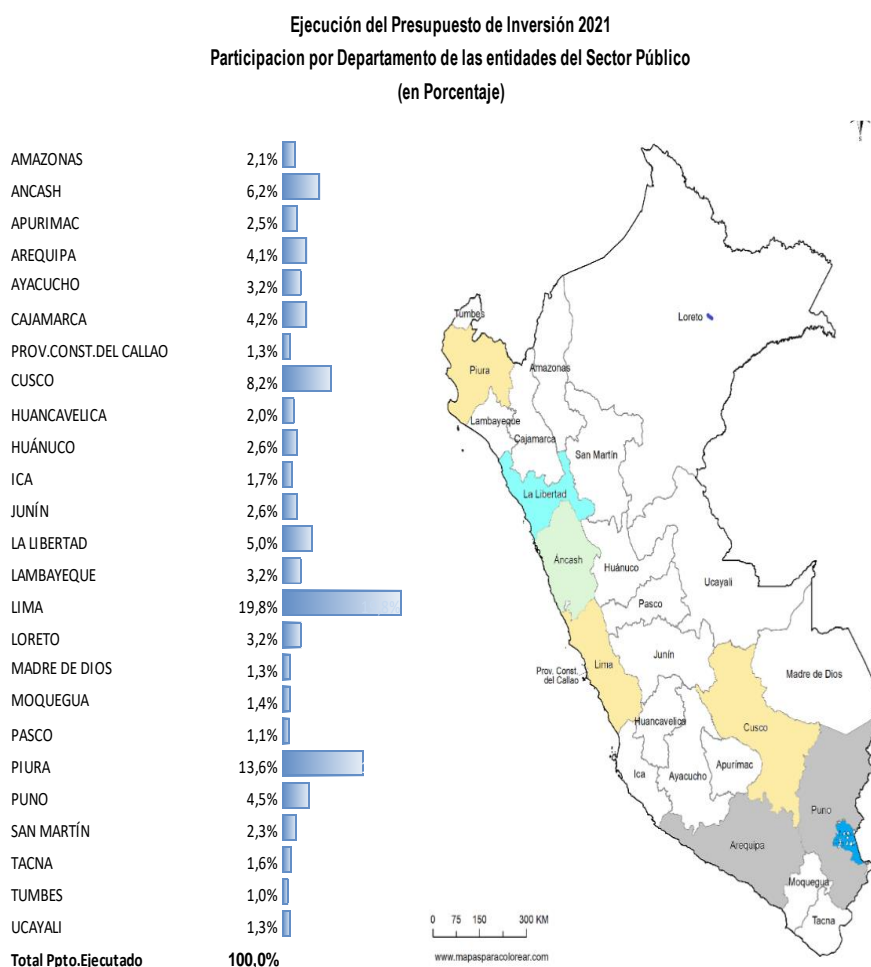 Ejecución del Presupuesto de Inversión 2021
Participacion por Departamento de las entidades del Sector Público
(en Porcentaje)
AMAZONAS 2,1%
ANCASH 6,2%
APURIMAC 2,5%
AREQUIPA 4,1%
AYACUCHO 3,2%
CAJAMARCA 4,2%
PROV.CONST.DEL CALLAO 1,3%
CUSCO 8,2%
HUANCAVELICA 2,0%
HUÁNUCO 2,6%
ICA 1,7%
JUNÍN 2,6%
LA LIBERTAD 5,0%
LAMBAYEQUE 3,2%
LIMA 19,8%
LORETO 3,2%
MADRE DE DIOS 1,3%
MOQUEGUA 1,4%
PASCO 1,1%
PIURA 13,6%
PUNO 4,5%
SAN MARTÍN 2,3%
TACNA 1,6%
TUMBES 1,0%
UCAYALI 1,3%
Total Ppto.Ejecutado 100,0%
Tumbes
Loreto
Piura
Amazonas
Lambayeque
Cajamarca
San Martín
La Libertad
Áncash
Huánuco
Ucayali
Pasco
Junín
Lima
Prov. Const.
del Callao
Madre de Dios
Huancavelica
Cusco
Ica
Ayacucho
Apurimac
Puno
Arequipa
Moquegua
Tacna
0 75 150 300 KM
www.mapasparacolorear.com